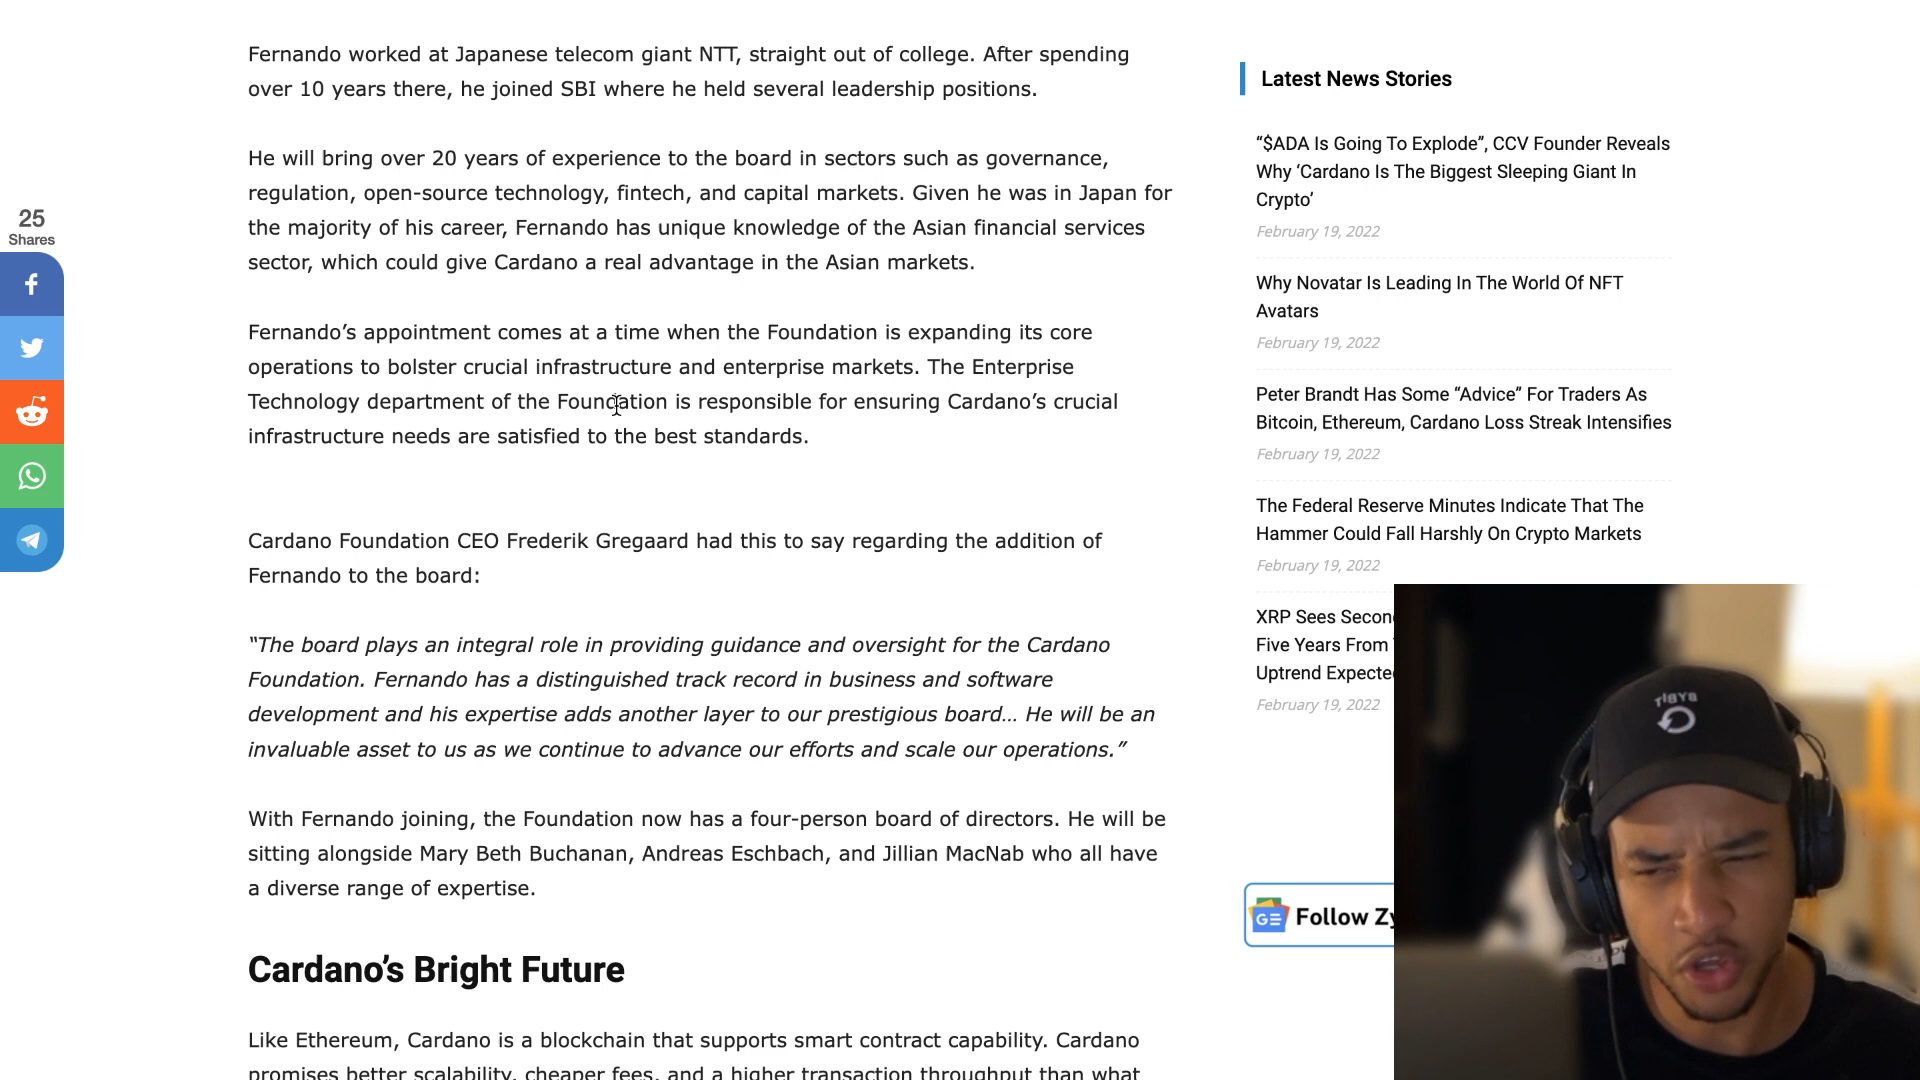 Fernando worked at Japanese telecom giant NTT, straight out of college. After spending
over 10 years there, he joined SBI where he held several leadership positions.
He will bring over 20 years of experience to the board in sectors such as governance,
regulation, open-source technology, fintech, and capital markets. Given he was in Japan for
the majority of his career, Fernando has unique knowledge of the Asian financial services
sector, which could give Cardano a real advantage in the Asian markets.
Fernando’s appointment comes at a time when the Foundation is expanding its core
operations to bolster crucial infrastructure and enterprise markets. The Enterprise
Technology department of the Foundation is responsible for ensuring Cardano’s crucial
infrastructure needs are satisfied to the best standards.
Cardano Foundation CEO Frederik Gregaard had this to say regarding the addition of
Fernando to the board:
“The board plays an integral role in providing guidance and oversight for the Cardano
Foundation. Fernando has a distinguished track record in business and software
development and his expertise adds another layer to our prestigious board… He will be an
invaluable asset to us as we continue to advance our efforts and scale our operations.”
With Fernando joining, the Foundation now has a four-person board of directors. He will be
sitting alongside Mary Beth Buchanan, Andreas Eschbach, and Jillian MacNab who all have
a diverse range of expertise.
Cardano’s Bright Future
Like Ethereum, Cardano is a blockchain that supports smart contract capability. Cardano
promises better scalability, cheaper fees, and a higher transaction throughput than what
25
Shares
Latest News Stories
“$ADA Is Going To Explode”, CCV Founder Reveals
Why ‘Cardano Is The Biggest Sleeping Giant In
Crypto’
February 19, 2022
Why Novatar Is Leading In The World Of NFT
Avatars
February 19, 2022
Peter Brandt Has Some “Advice” For Traders As
Bitcoin, Ethereum, Cardano Loss Streak Intensifies
February 19, 2022
The Federal Reserve Minutes Indicate That The
Hammer Could Fall Harshly On Crypto Markets
February 19, 2022
XRP Sees Secon
Five Years From
Uptrend Expecte
February 19, 2022
GE Follow Zy